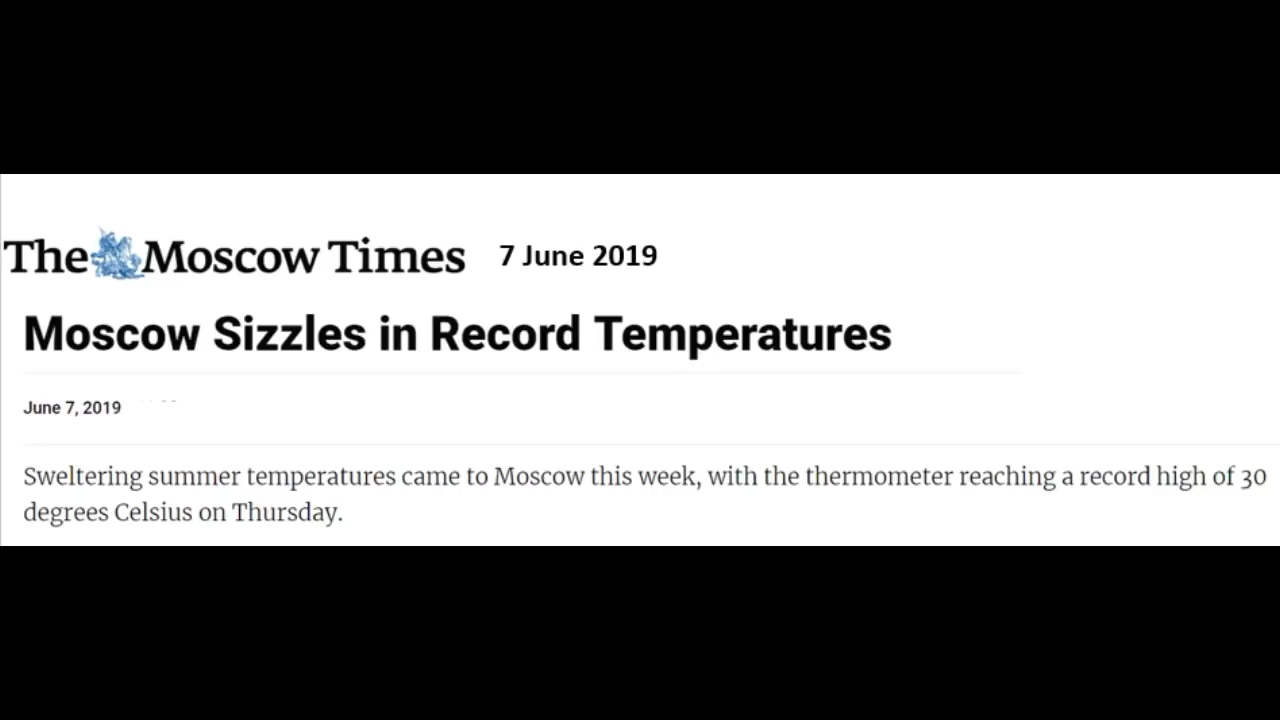 The Moscow Times 7 June 2019
Moscow Sizzles in Record Temperatures
June 7, 2019
Sweltering summer temperatures came to Moscow this week, with the thermometer reaching a record high of 30
degrees Celsius on Thursday.